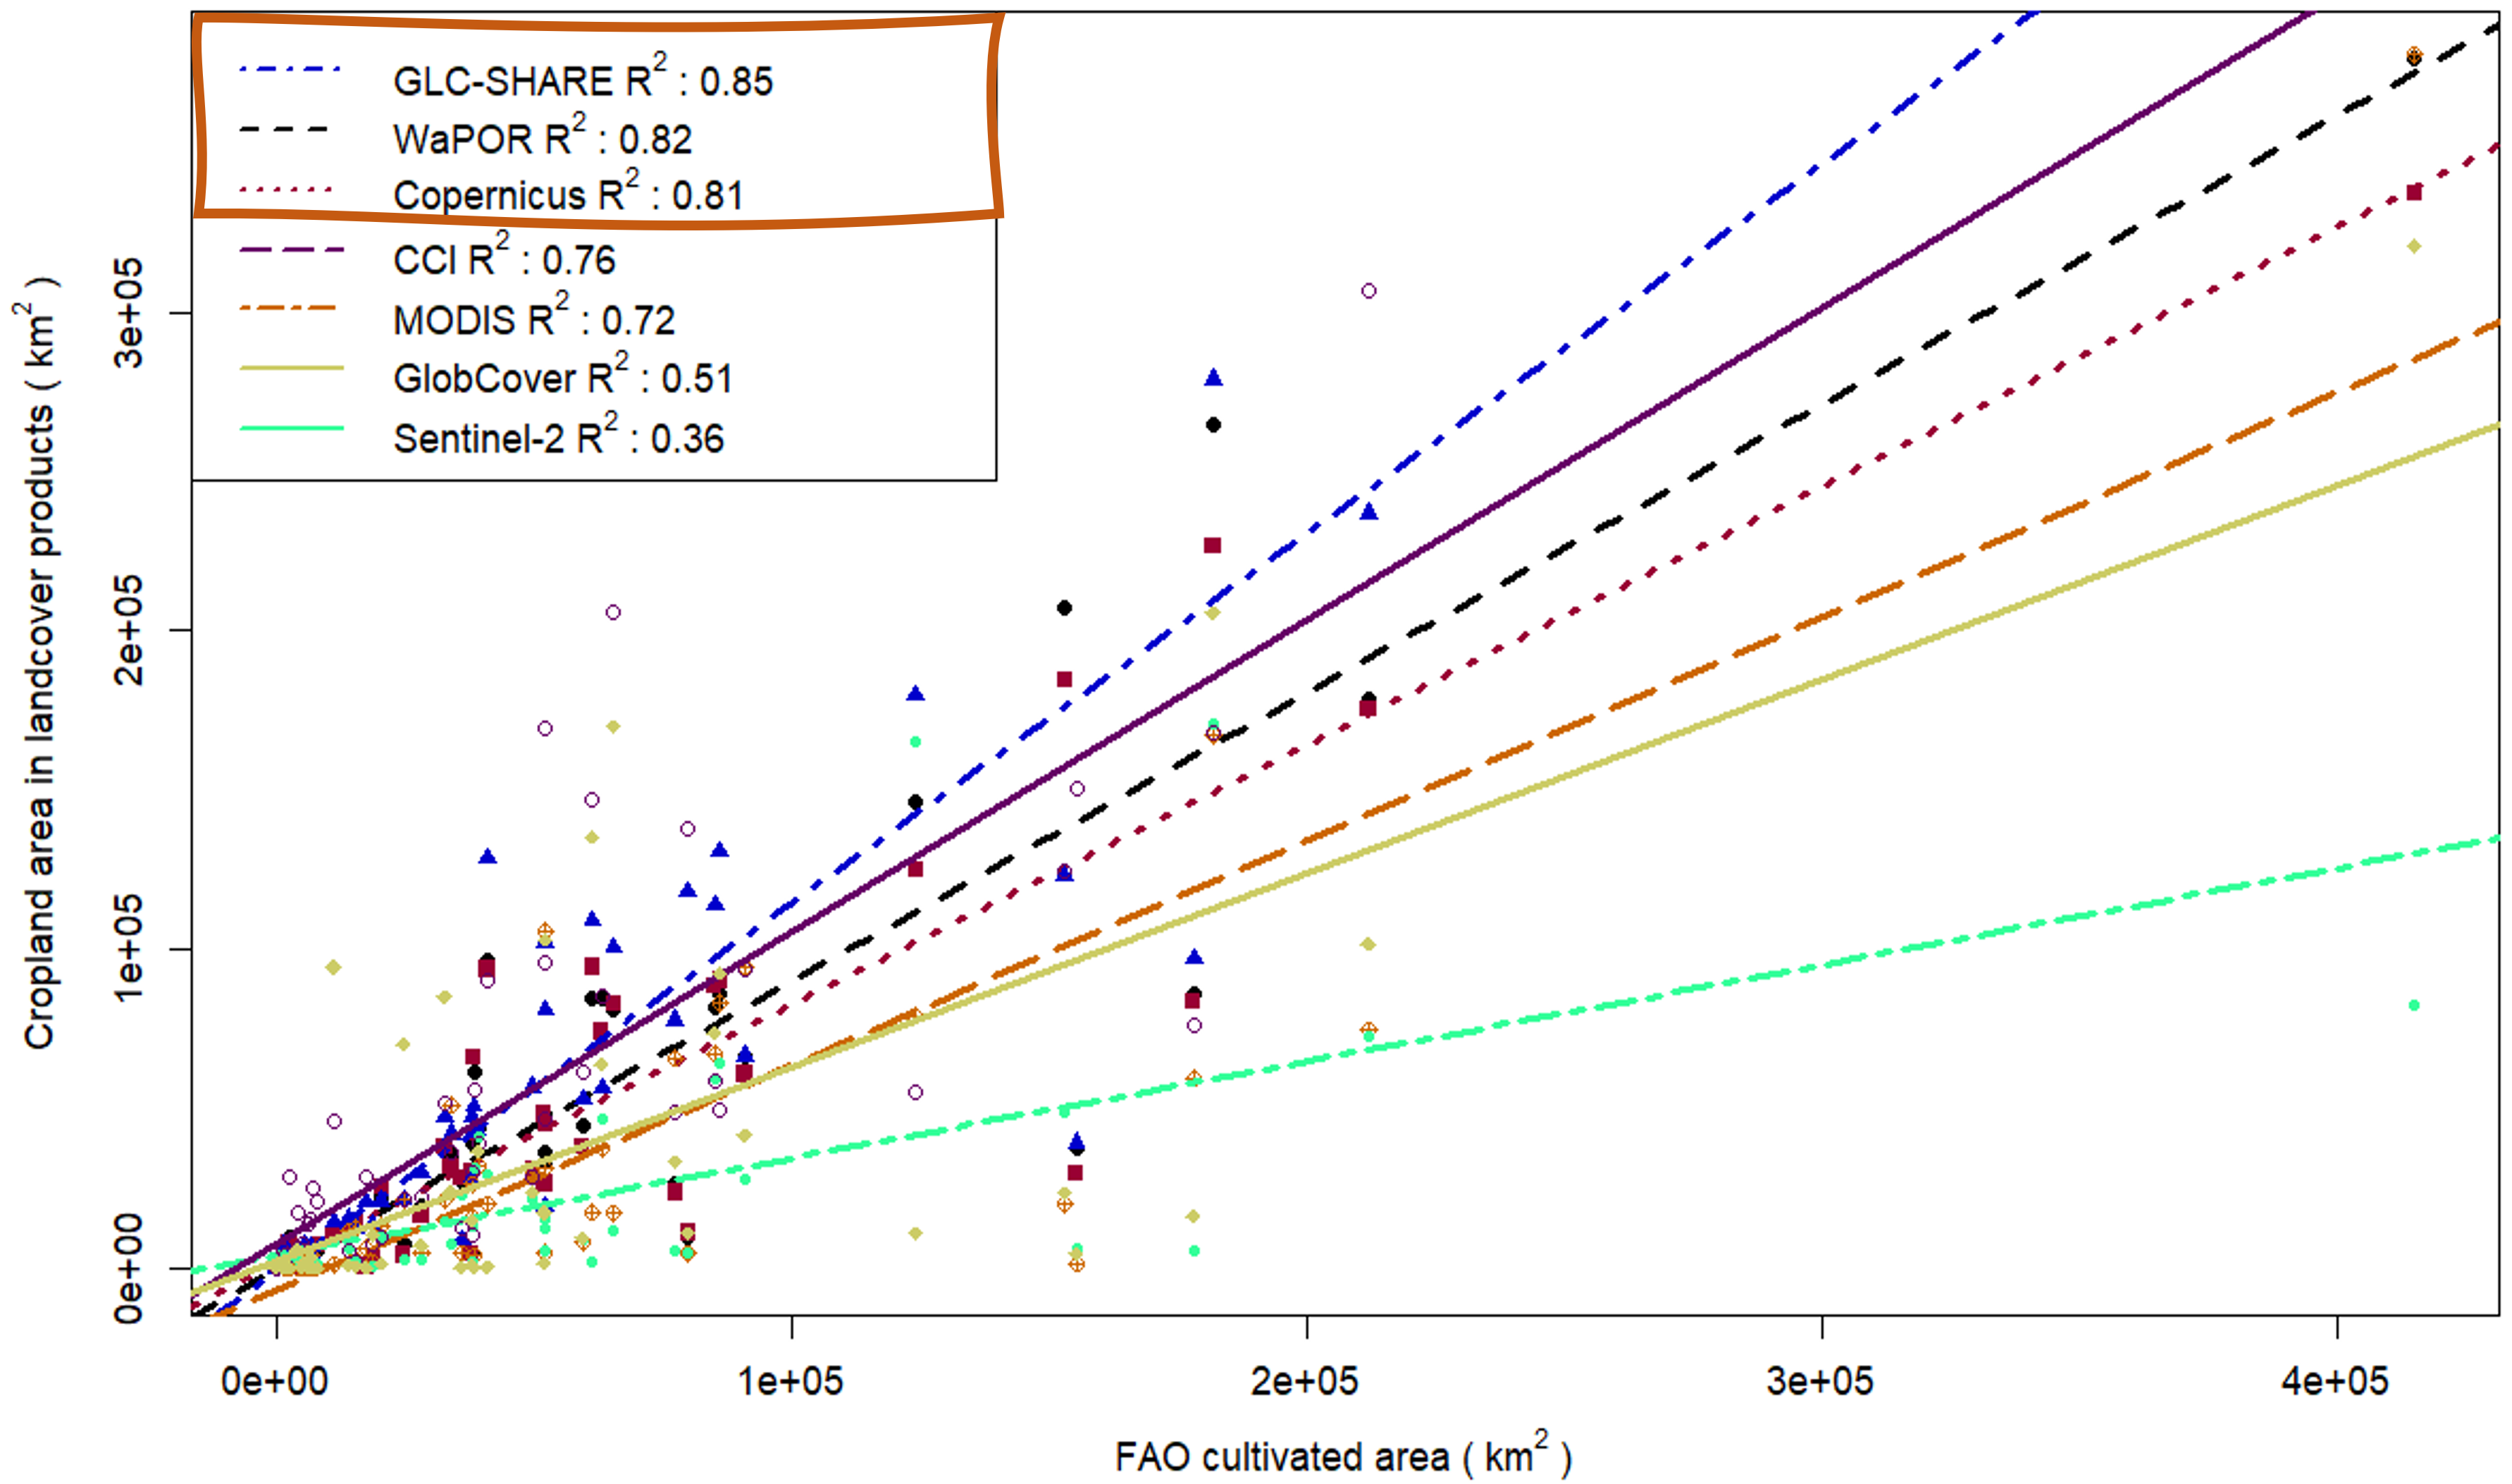 GLC-SHARE R² : 0.85
WaPOR R² : 0.82
Copernicus R² : 0.81
CCI R² : 0.76
MODIS R² : 0.72
GlobCover R² : 0.51
Sentinel-2 R² : 0.36
Cropland area in landcover products ( km² )
3e+05
2e+05
1e+05
0e+00
0e+00 1e+05 2e+05 3e+05 4e+05
FAO cultivated area ( km² )